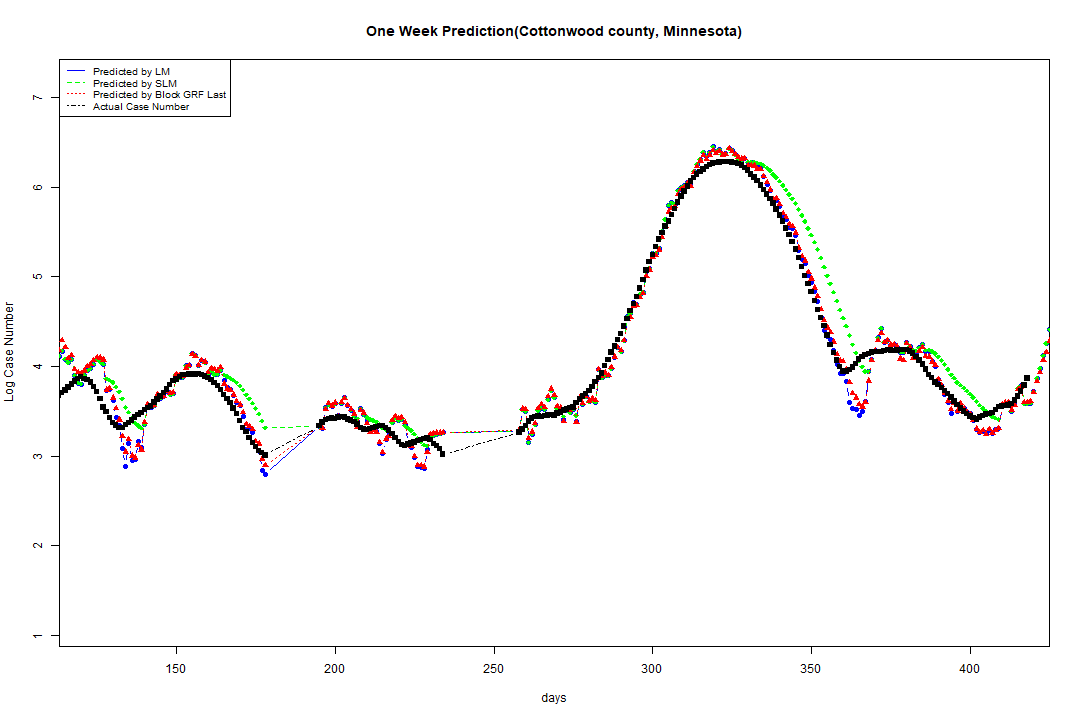 One Week Prediction(Cottonwood county, Minnesota)
Predicted by LM
Predicted by SLM
Predicted by Block GRF Last
Actual Case Number
7
6
5
4
3
2
1
Log Case Number
150 200 250 300 350 400
days